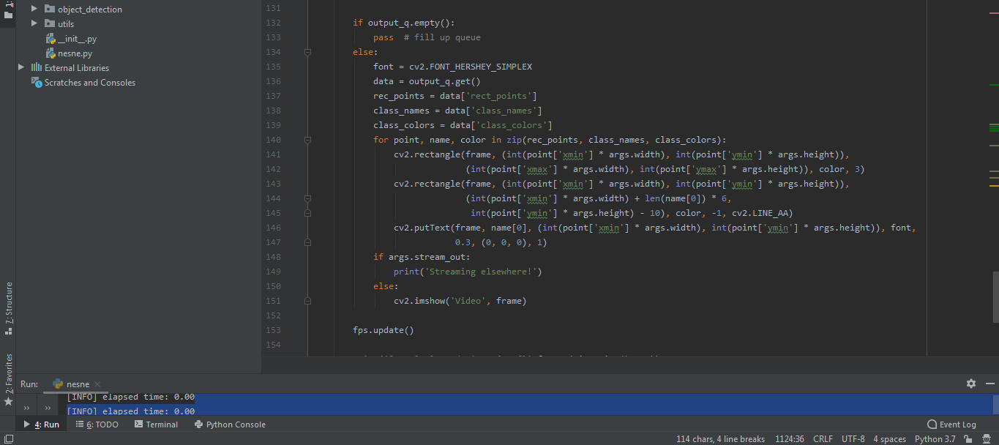 1:
object_detection
utils
__init__.py
nesne.py
External Libraries
Scratches and Consoles
7: Structure
2: Favorites
131
132 if output_q.empty():
133 pass # fill up queue
134 else:
135 font = cv2.FONT_HERSHEY_SIMPLEX
136 data = output_q.get()
137 rec_points = data['rect_points']
138 class_names = data['class_names']
139 class_colors = data['class_colors']
140 for point, name, color in zip(rec_points, class_names, class_colors):
141 cv2.rectangle(frame, (int(point['xmin'] * args.width), int(point['ymin'] * args.height)),
142 (int(point['xmax'] * args.width), int(point['ymax'] * args.height)), color, 3)
143 cv2.rectangle(frame, (int(point['xmin'] * args.width), int(point['ymin'] * args.height)),
144 (int(point['xmin'] * args.width) + len(name[0]) * 6,
145 int(point['ymin'] * args.height) - 10), color, -1, cv2.LINE_AA)
146 cv2.putText(frame, name[0], (int(point['xmin'] * args.width), int(point['ymin'] * args.height)), font,
147 0.3, (0, 0, 0), 1)
148 if args.stream_out:
149 print('Streaming elsewhere!')
150 else:
151 cv2.imshow('Video', frame)
152
153 fps.update()
154
Run: nesne
[INFO] elapsed time: 0.00
[INFO] elapsed time: 0.00
4: Run 6: TODO Terminal Python Console Event Log
114 chars, 4 line breaks 1124:36 CRLF UTF-8 4 spaces Python 3.7